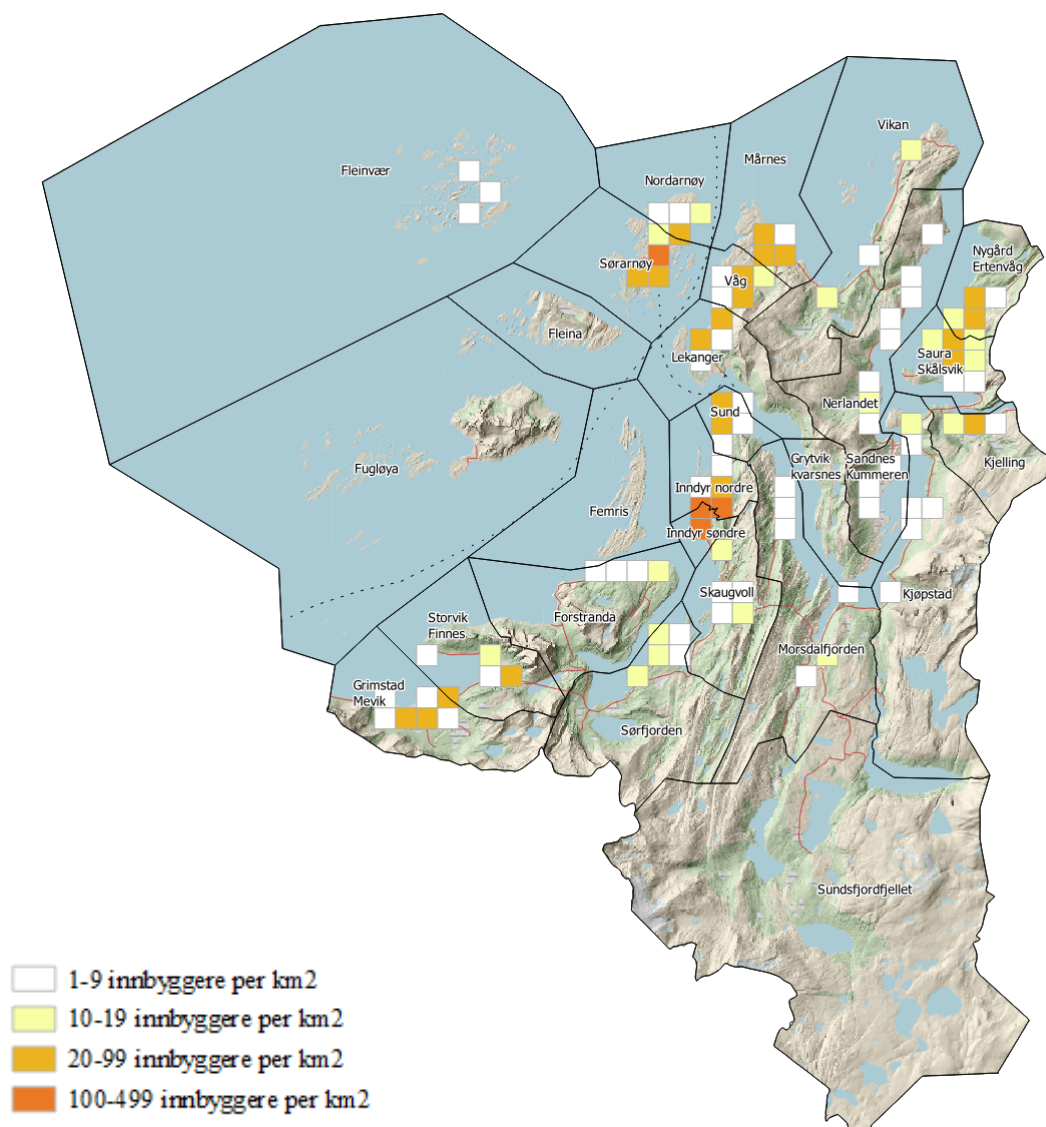 Vikan
Mårnes
Fleinvær
Nordarnøy
Nygård
Ertenvåg
Sørarnøy
Våg
Fleina
Lekanger
Saura
Skålsvik
Nerlandet
Sund
Fugløya
Grytvik
kvarsnes
Sandnes
Kummeren
Kjelling
Inndyr nordre
Femris
Inndyr søndre
Skaugvoll
Kjøpstad
Forstranda
Storvik
Finnes
Morsdalfjorden
Grimstad
Mevik
Sørfjorden
Sundsfjordfjellet
1-9 innbyggere per km2
10-19 innbyggere per km2
20-99 innbyggere per km2
100-499 innbyggere per km2